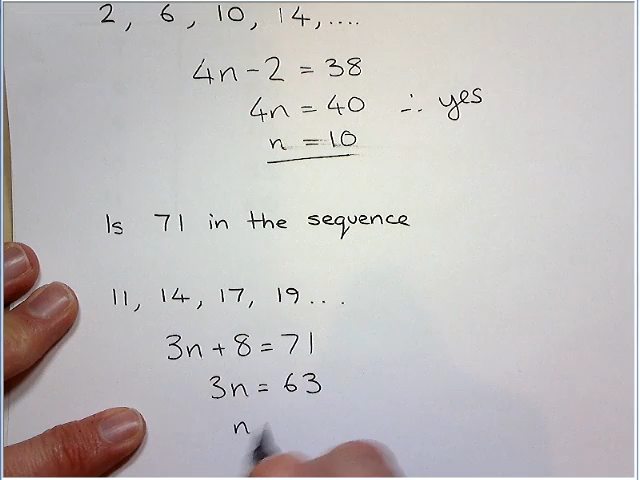 2, 6, 10, 14, ....
4n - 2 = 38
4n = 40 ∴ yes
n = 10
Is 71 in the sequence
11, 14, 17, 19 ...
3n + 8 = 71
3n = 63
n